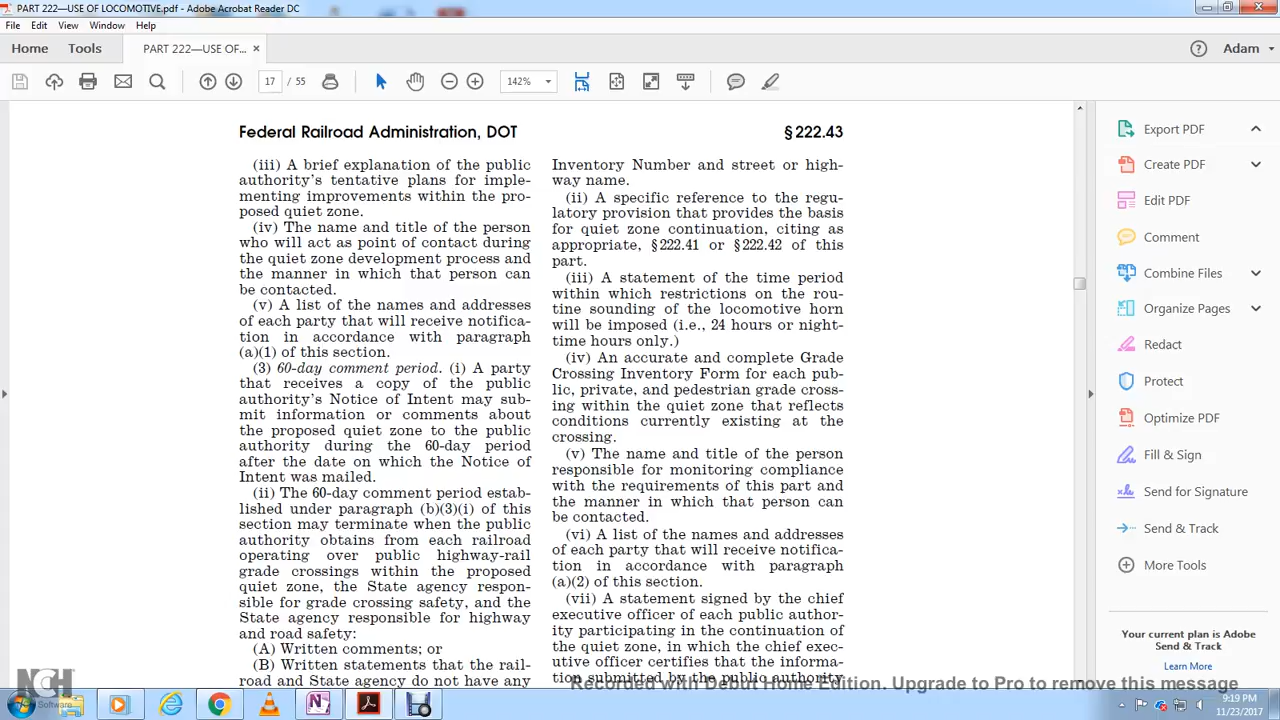 PART 222—USE OF LOCOMOTIVE.pdf - Adobe Acrobat Reader DC
File Edit View Window Help
Home Tools PART 222—USE OF... × Adam
17 / 55 142%
Federal Railroad Administration, DOT
§ 222.43
(iii) A brief explanation of the public
authority's tentative plans for imple-
menting improvements within the pro-
posed quiet zone.
(iv) The name and title of the person
who will act as point of contact during
the quiet zone development process and
the manner in which that person can
be contacted.
(v) A list of the names and addresses
of each party that will receive notifica-
tion in accordance with paragraph
(a)(1) of this section.
(3) 60-day comment period. (i) A party
that receives a copy of the public
authority's Notice of Intent may sub-
mit information or comments about
the proposed quiet zone to the public
authority during the 60-day period
after the date on which the Notice of
Intent was mailed.
(ii) The 60-day comment period estab-
lished under paragraph (b)(3)(i) of this
section may terminate when the public
authority obtains from each railroad
operating over public highway-rail
grade crossings within the proposed
quiet zone, the State agency respon-
sible for grade crossing safety, and the
State agency responsible for highway
and road safety:
(A) Written comments; or
(B) Written statements that the rail-
road and State agency do not have any
Inventory Number and street or high-
way name.
(ii) A specific reference to the regu-
latory provision that provides the basis
for quiet zone continuation, citing as
appropriate, § 222.41 or § 222.42 of this
part.
(iii) A statement of the time period
within which restrictions on the rou-
tine sounding of the locomotive horn
will be imposed (i.e., 24 hours or night-
time hours only.)
(iv) An accurate and complete Grade
Crossing Inventory Form for each pub-
lic, private, and pedestrian grade cross-
ing within the quiet zone that reflects
conditions currently existing at the
crossing.
(v) The name and title of the person
responsible for monitoring compliance
with the requirements of this part and
the manner in which that person can
be contacted.
(vi) A list of the names and addresses
of each party that will receive notifica-
tion in accordance with paragraph
(a)(2) of this section.
(vii) A statement signed by the chief
executive officer of each public author-
ity participating in the continuation of
the quiet zone, in which the chief exec-
utive officer certifies that the informa-
tion submitted by the public authority
Export PDF
Create PDF
Edit PDF
Comment
Combine Files
Organize Pages
Redact
Protect
Optimize PDF
Fill & Sign
Send for Signature
Send & Track
More Tools
Your current plan is Adobe
Send & Track
Learn More
Recorded with Debut Home Edition. Upgrade to Pro to remove this message
NCH
Software
9:19 PM
11/23/2017